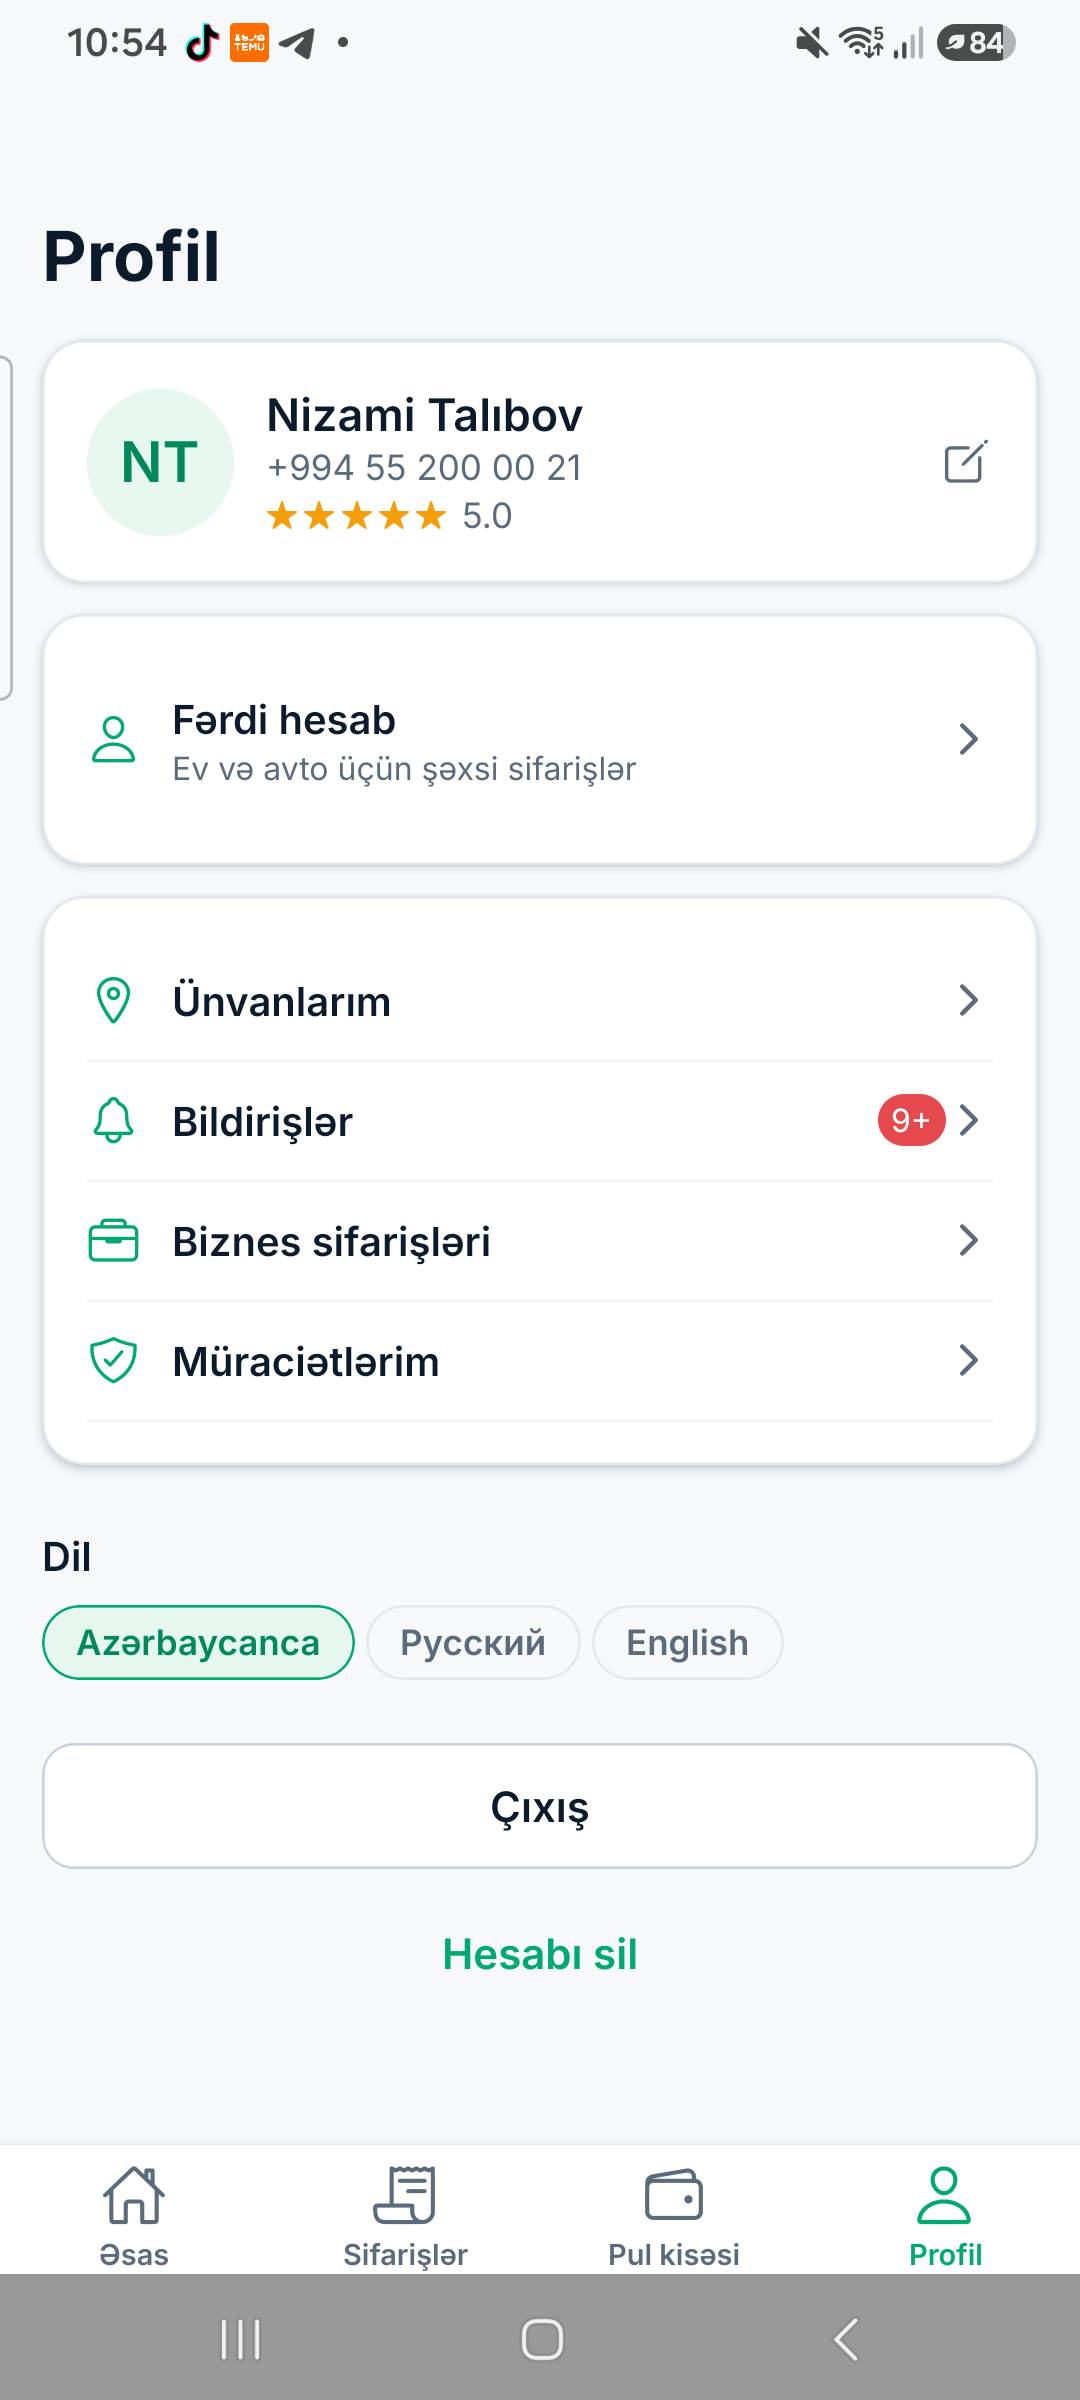 10:54
TEMU
5
84
Profil
NT
Nizami Talıbov
+994 55 200 00 21
5.0
Fərdi hesab
Ev və avto üçün şəxsi sifarişlər
Ünvanlarım
Bildirişlər 9+
Biznes sifarişləri
Müraciətlərim
Dil
Azərbaycanca Русский English
Çıxış
Hesabı sil
Əsas Sifarişlər Pul kisəsi Profil